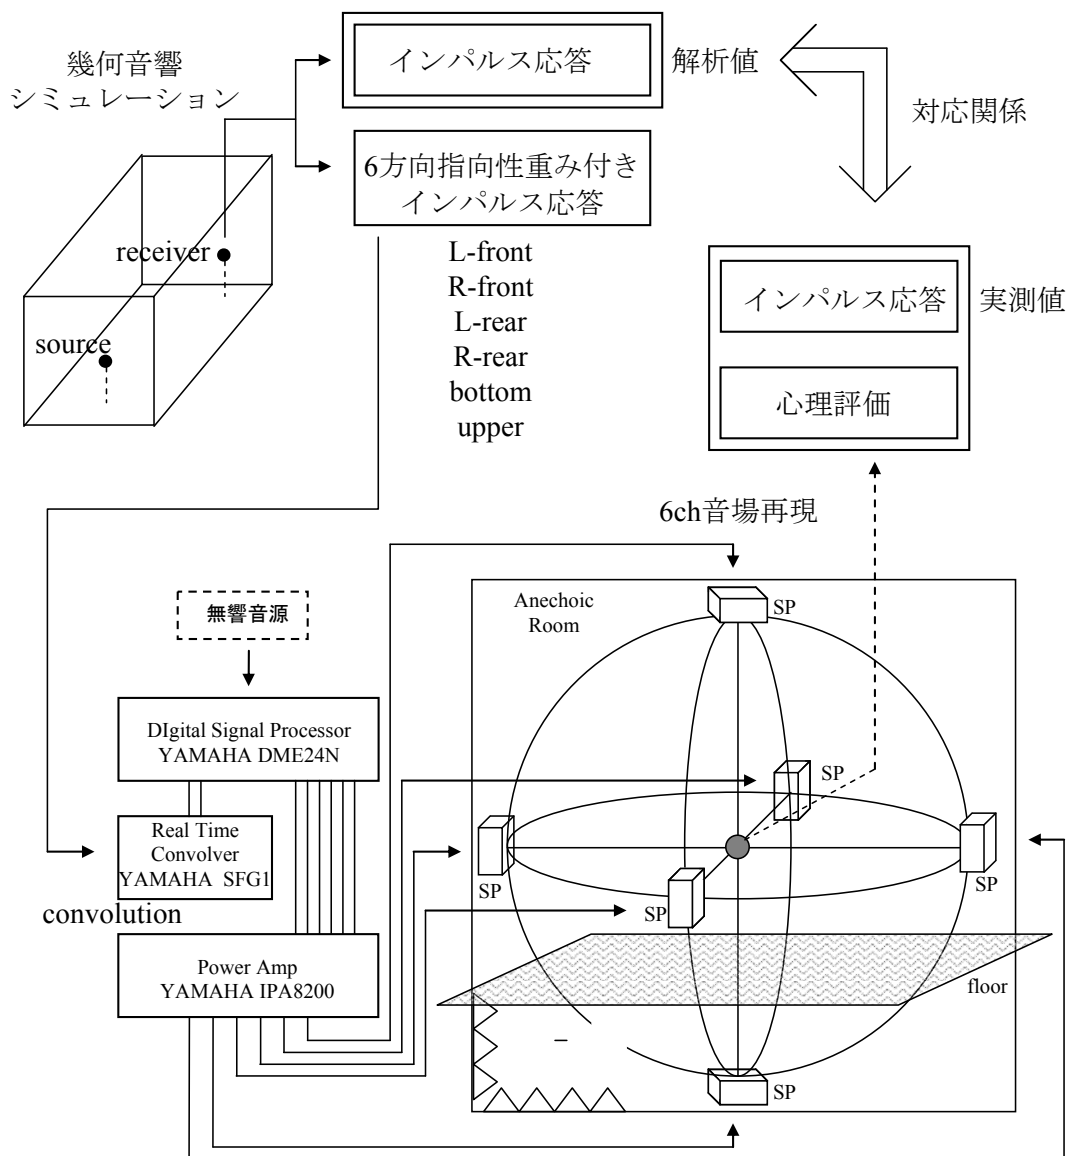 幾何音響
シミュレーション
インパルス応答
解析値
対応関係
6方向指向性重み付き
インパルス応答
receiver
source
L-front
R-front
L-rear
R-rear
bottom
upper
インパルス応答
実測値
心理評価
6ch音場再現
無響音源
Anechoic
Room
SP
DIgital Signal Processor
YAMAHA DME24N
SP
Real Time
Convolver
YAMAHA SFG1
convolution
SP
SP
SP
Power Amp
YAMAHA IPA8200
floor
SP